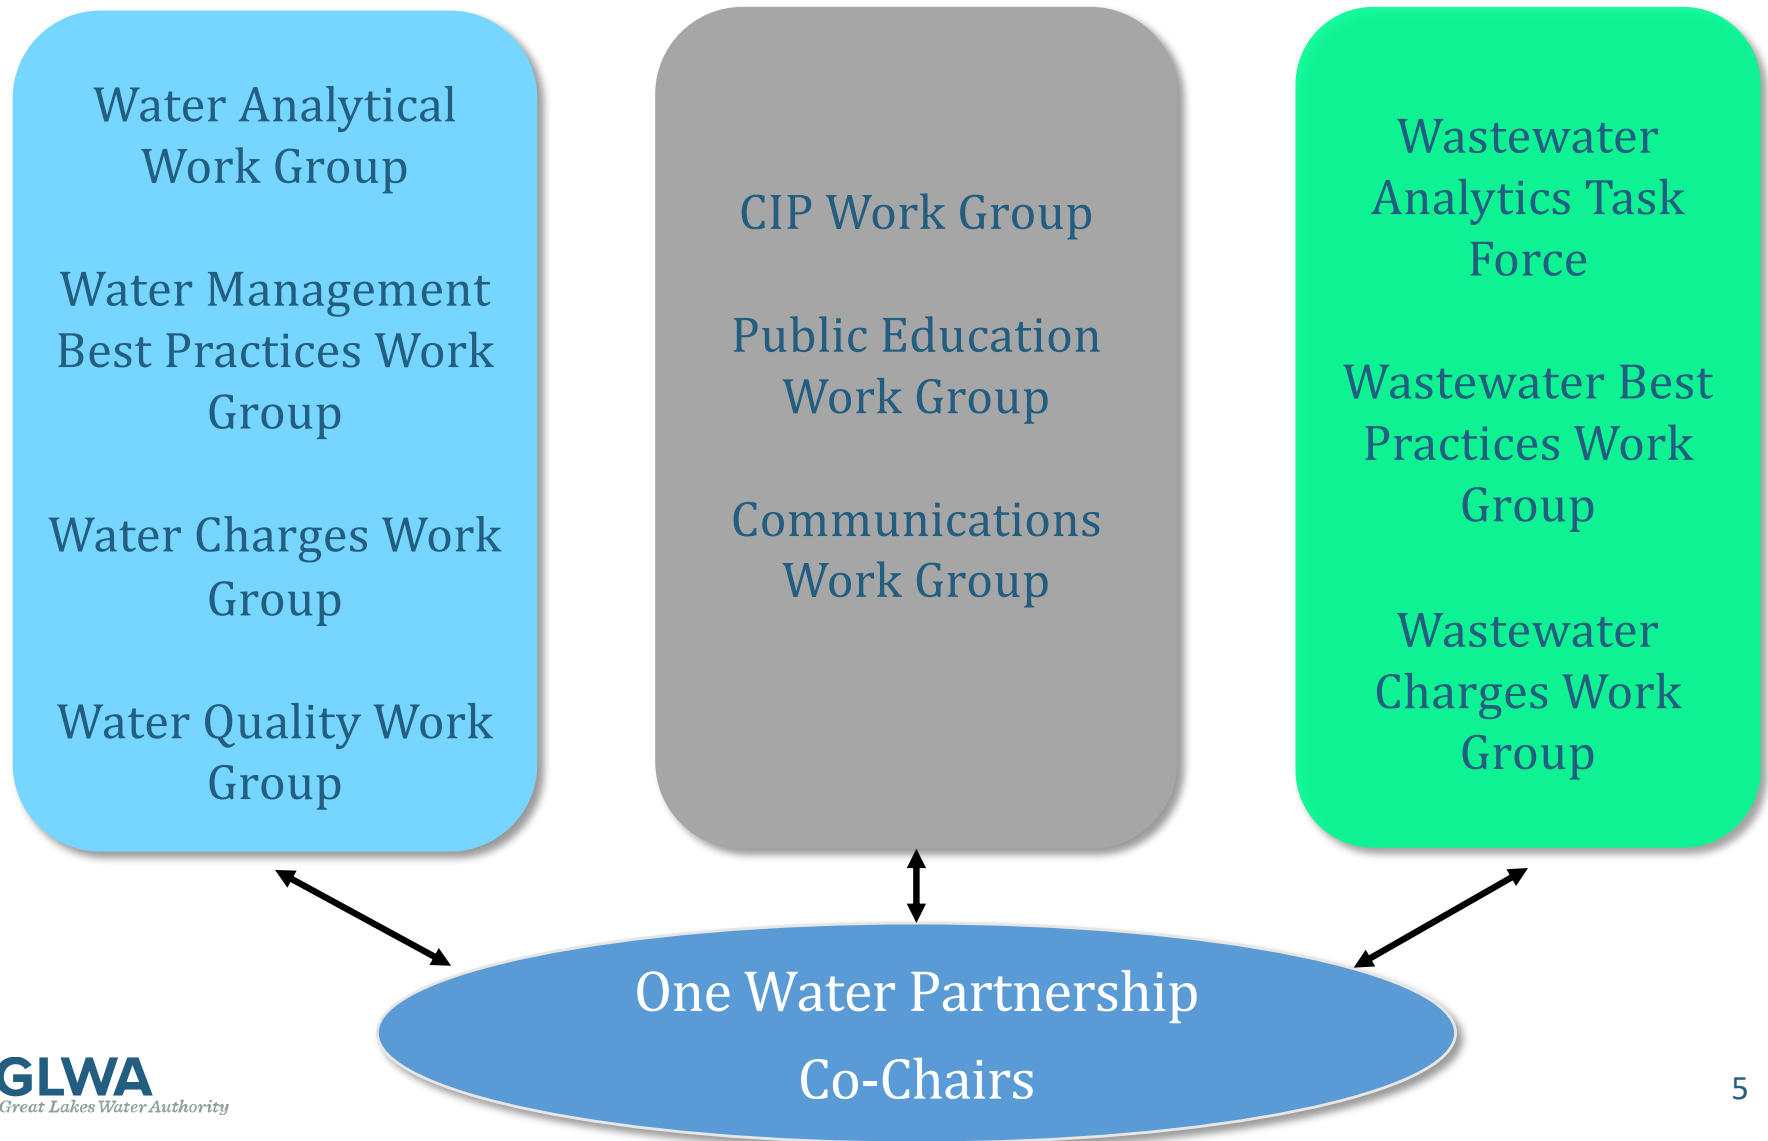 Water Analytical
Work Group
Water Management
Best Practices Work
Group
Water Charges Work
Group
Water Quality Work
Group
CIP Work Group
Public Education
Work Group
Communications
Work Group
Wastewater
Analytics Task
Force
Wastewater Best
Practices Work
Group
Wastewater
Charges Work
Group
One Water Partnership
Co-Chairs
GLWA
Great Lakes Water Authority
5